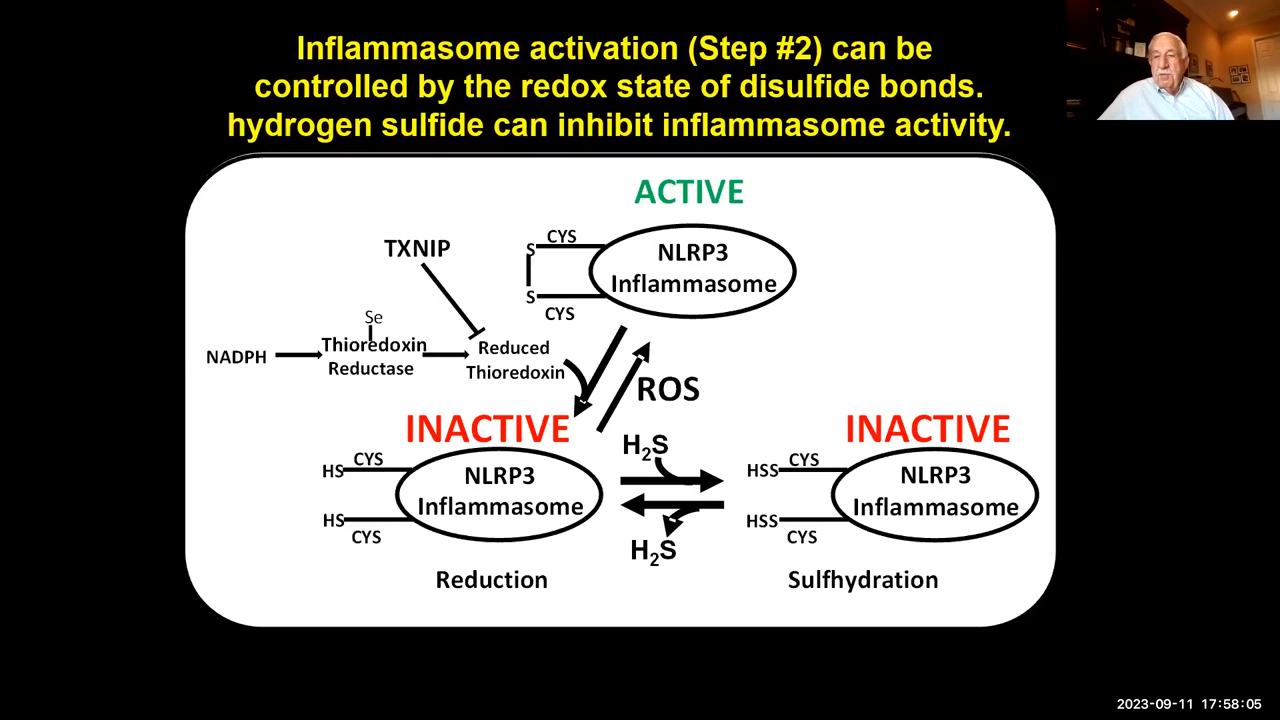 Inflammasome activation (Step #2) can be
controlled by the redox state of disulfide bonds.
hydrogen sulfide can inhibit inflammasome activity.
ACTIVE
TXNIP
S CYS
NLRP3
Inflammasome
S
CYS
Se
NADPH
Thioredoxin
Reductase
Reduced
Thioredoxin
ROS
INACTIVE
INACTIVE
H2S
HS CYS
NLRP3
Inflammasome
HS
CYS
HSS CYS
NLRP3
Inflammasome
HSS
CYS
H2S
Reduction
Sulfhydration
2023-09-11 17:58:05